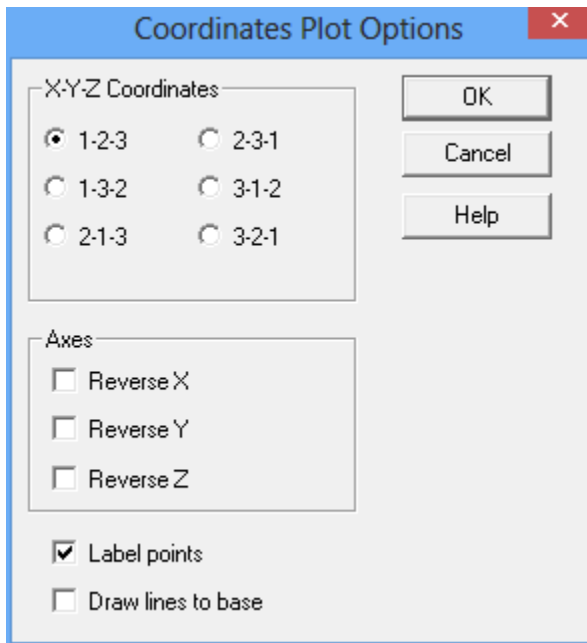 Coordinates Plot Options
X-Y-Z Coordinates
1-2-3
2-3-1
1-3-2
3-1-2
2-1-3
3-2-1
OK
Cancel
Help
Axes
Reverse X
Reverse Y
Reverse Z
Label points
Draw lines to base